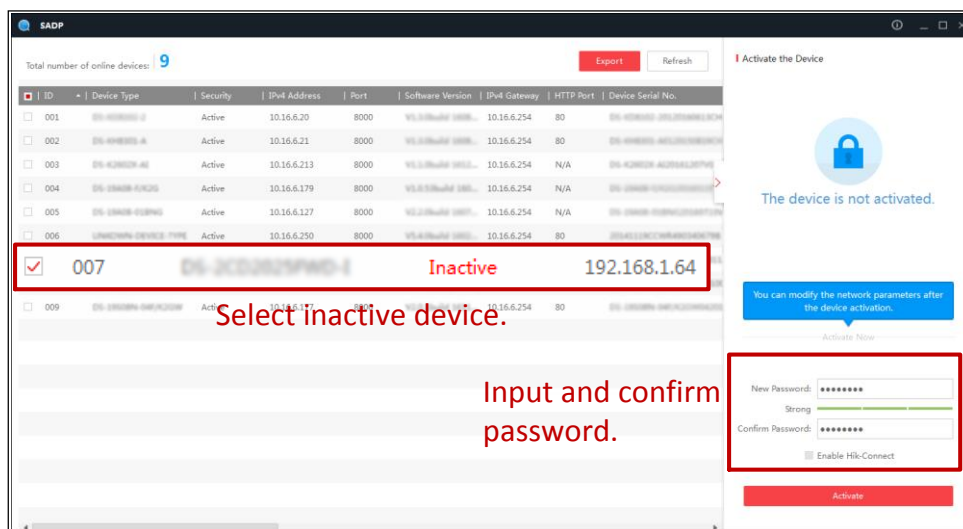 SADP
Total number of online devices: 9
Export
Refresh
ID | Device Type | Security | IPv4 Address | Port | Software Version | IPv4 Gateway | HTTP Port | Device Serial No.
001 Active 10.16.6.20 8000 10.16.6.254 80
002 Active 10.16.6.21 8000 10.16.6.254 80
003 Active 10.16.6.213 8000 10.16.6.254 N/A
004 Active 10.16.6.179 8000 10.16.6.254 N/A
005 Active 10.16.6.127 8000 10.16.6.254 N/A
006 Active 10.16.6.250 8000 10.16.6.254 80
007 Inactive 192.168.1.64
009 8000 10.16.6.254 80
Select inactive device.
Input and confirm
password.
Activate the Device
The device is not activated.
You can modify the network parameters after
the device activation.
Activate Now
New Password: ••••••••
Strong
Confirm Password: ••••••••
Enable Hik-Connect
Activate